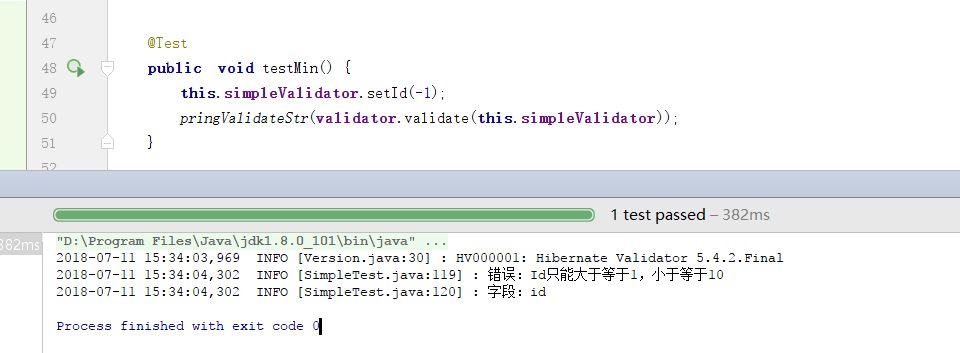 46
47 @Test
48 public void testMin() {
49 this.simpleValidator.setId(-1);
50 pringValidateStr(validator.validate(this.simpleValidator));
51 }
52
1 test passed – 382ms
382ms "D:\Program Files\Java\jdk1.8.0_101\bin\java" ...
2018-07-11 15:34:03,969 INFO [Version.java:30] : HV000001: Hibernate Validator 5.4.2.Final
2018-07-11 15:34:04,302 INFO [SimpleTest.java:119] : 错误：Id只能大于等于1，小于等于10
2018-07-11 15:34:04,302 INFO [SimpleTest.java:120] : 字段：id
Process finished with exit code 0